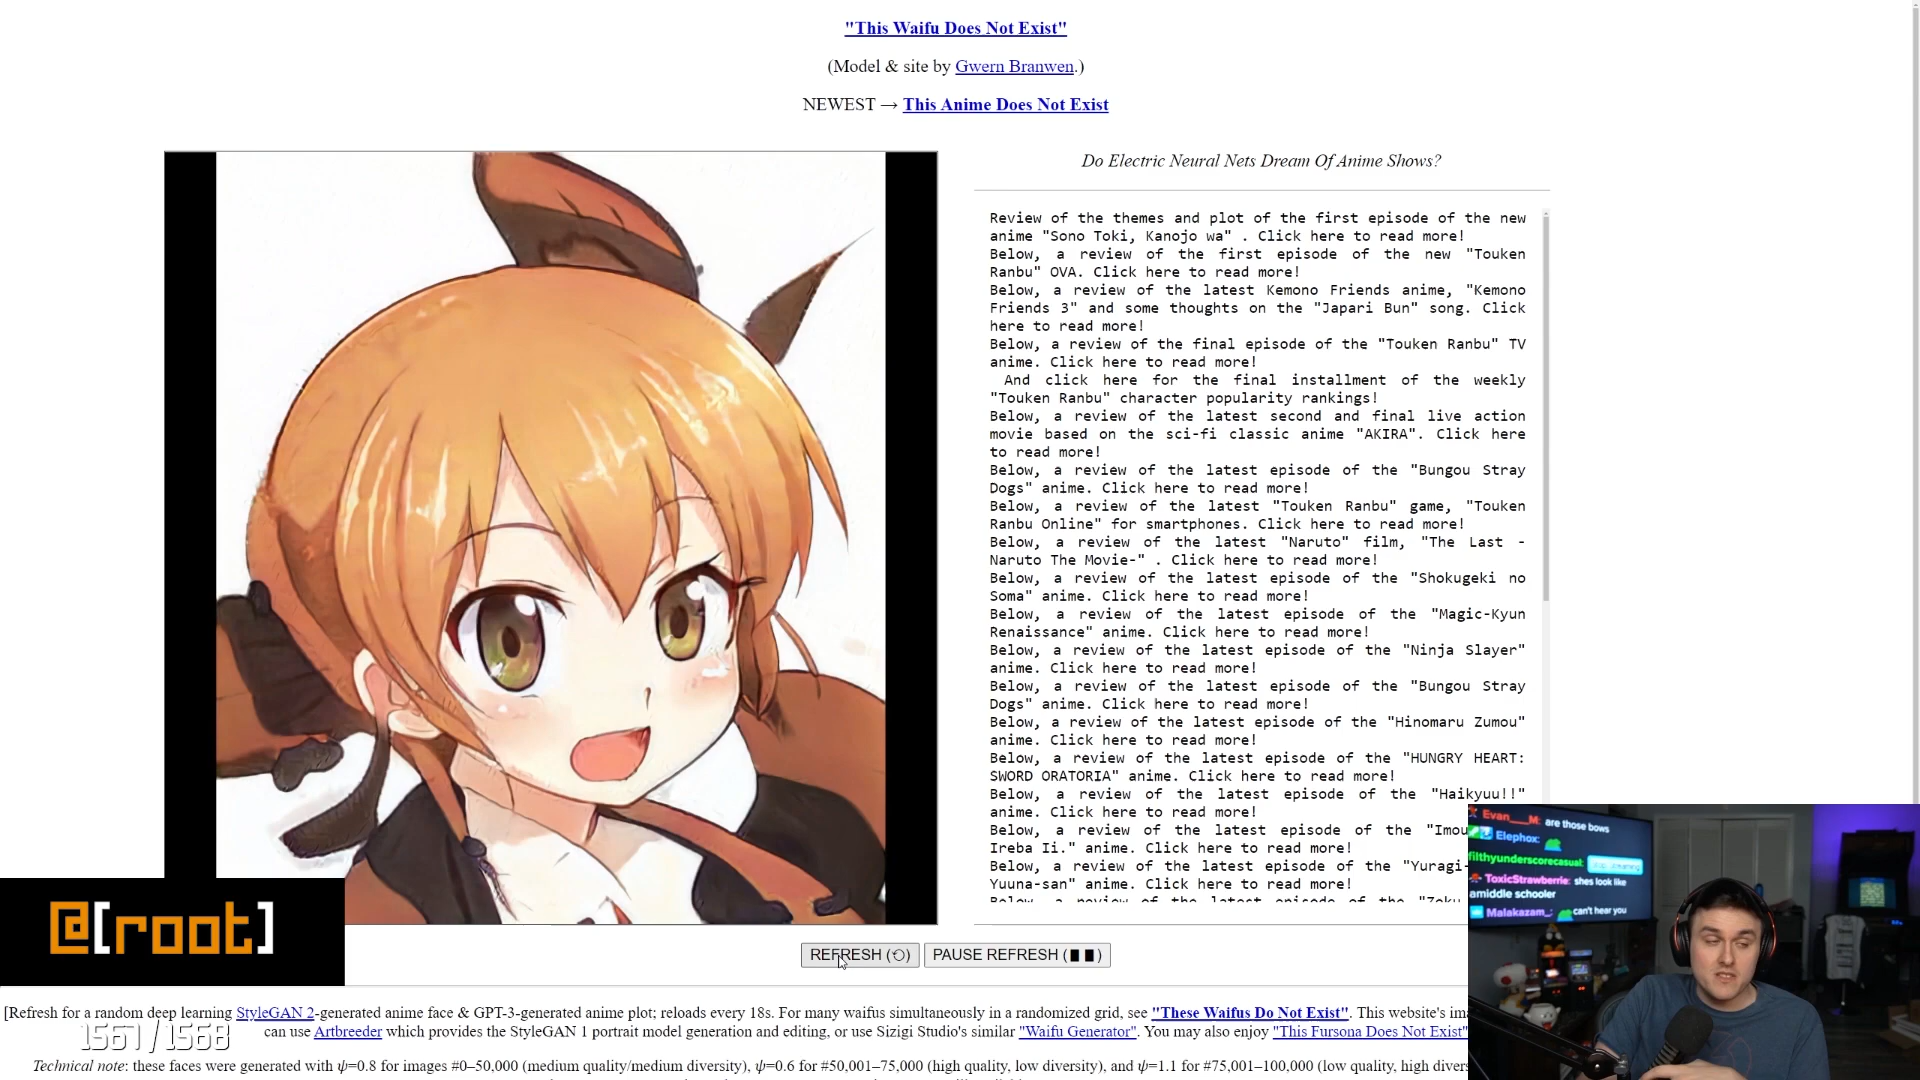 "This Waifu Does Not Exist"
(Model & site by Gwern Branwen.)
NEWEST → This Anime Does Not Exist
Do Electric Neural Nets Dream Of Anime Shows?
Review of the themes and plot of the first episode of the new
anime "Sono Toki, Kanojo wa" . Click here to read more!
Below, a review of the first episode of the new "Touken
Ranbu" OVA. Click here to read more!
Below, a review of the latest Kemono Friends anime, "Kemono
Friends 3" and some thoughts on the "Japari Bun" song. Click
here to read more!
Below, a review of the final episode of the "Touken Ranbu" TV
anime. Click here to read more!
And click here for the final installment of the weekly
"Touken Ranbu" character popularity rankings!
Below, a review of the latest second and final live action
movie based on the sci-fi classic anime "AKIRA". Click here
to read more!
Below, a review of the latest episode of the "Bungou Stray
Dogs" anime. Click here to read more!
Below, a review of the latest "Touken Ranbu" game, "Touken
Ranbu Online" for smartphones. Click here to read more!
Below, a review of the latest "Naruto" film, "The Last -
Naruto The Movie-" . Click here to read more!
Below, a review of the latest episode of the "Shokugeki no
Soma" anime. Click here to read more!
Below, a review of the latest episode of the "Magic-Kyun
Renaissance" anime. Click here to read more!
Below, a review of the latest episode of the "Ninja Slayer"
anime. Click here to read more!
Below, a review of the latest episode of the "Bungou Stray
Dogs" anime. Click here to read more!
Below, a review of the latest episode of the "Hinomaru Zumou"
anime. Click here to read more!
Below, a review of the latest episode of the "HUNGRY HEART:
SWORD ORATORIA" anime. Click here to read more!
Below, a review of the latest episode of the "Haikyuu!!"
anime. Click here to read more!
Below, a review of the latest episode of the "Imou
Ireba Ii." anime. Click here to read more!
Below, a review of the latest episode of the "Yuragi-
Yuuna-san" anime. Click here to read more!
Below, a review of the latest episode of the "Zoku
REFRESH (⟲) PAUSE REFRESH (▮▮)
@[root]
Evan___M: are those bows
Elephox:
filthyunderscorecasual:
ToxicStrawberrie: shes look like
amiddle schooler
Malakazam_: can't hear you
[Refresh for a random deep learning StyleGAN 2-generated anime face & GPT-3-generated anime plot; reloads every 18s. For many waifus simultaneously in a randomized grid, see "These Waifus Do Not Exist". This website's ima
can use Artbreeder which provides the StyleGAN 1 portrait model generation and editing, or use Sizigi Studio's similar "Waifu Generator". You may also enjoy "This Fursona Does Not Exist"
1567/1568
Technical note: these faces were generated with ψ=0.8 for images #0–50,000 (medium quality/medium diversity), ψ=0.6 for #50,001–75,000 (high quality, low diversity), and ψ=1.1 for #75,001–100,000 (low quality, high divers